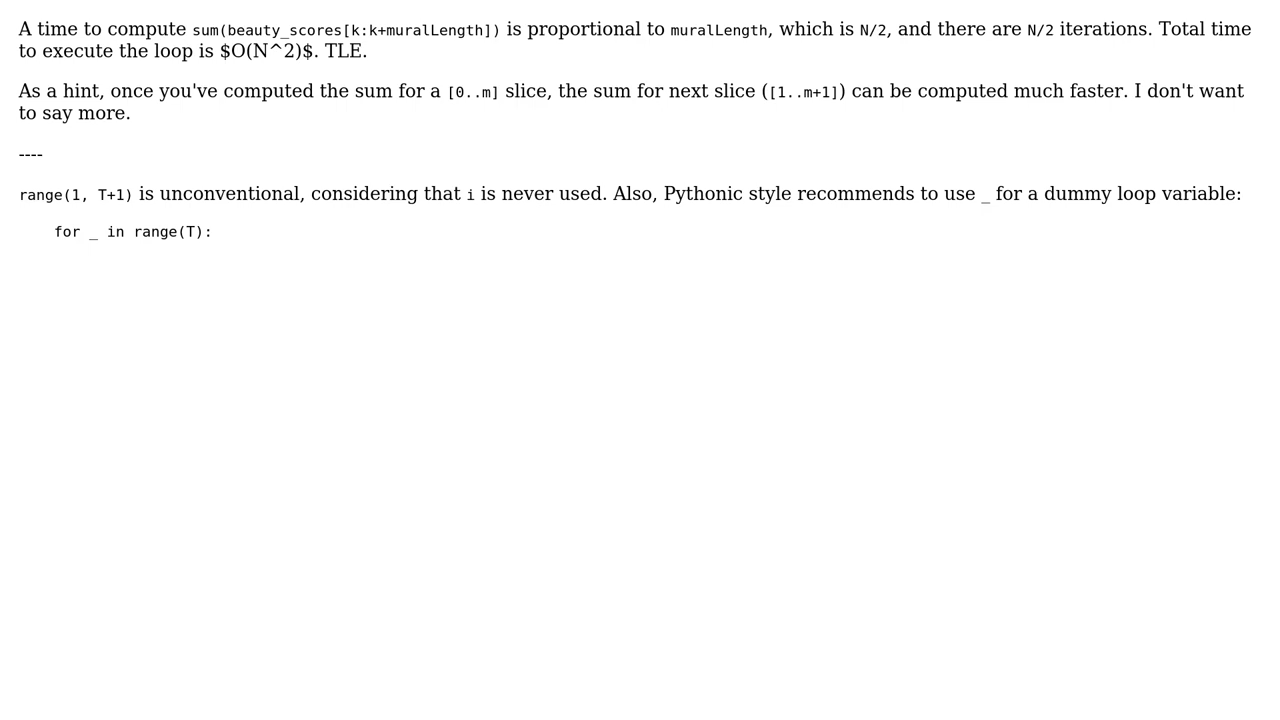 A time to compute sum(beauty_scores[k:k+muralLength]) is proportional to muralLength, which is N/2, and there are N/2 iterations. Total time
to execute the loop is $O(N^2)$. TLE.
As a hint, once you've computed the sum for a [0..m] slice, the sum for next slice ([1..m+1]) can be computed much faster. I don't want
to say more.
----
range(1, T+1) is unconventional, considering that i is never used. Also, Pythonic style recommends to use _ for a dummy loop variable:
for _ in range(T):